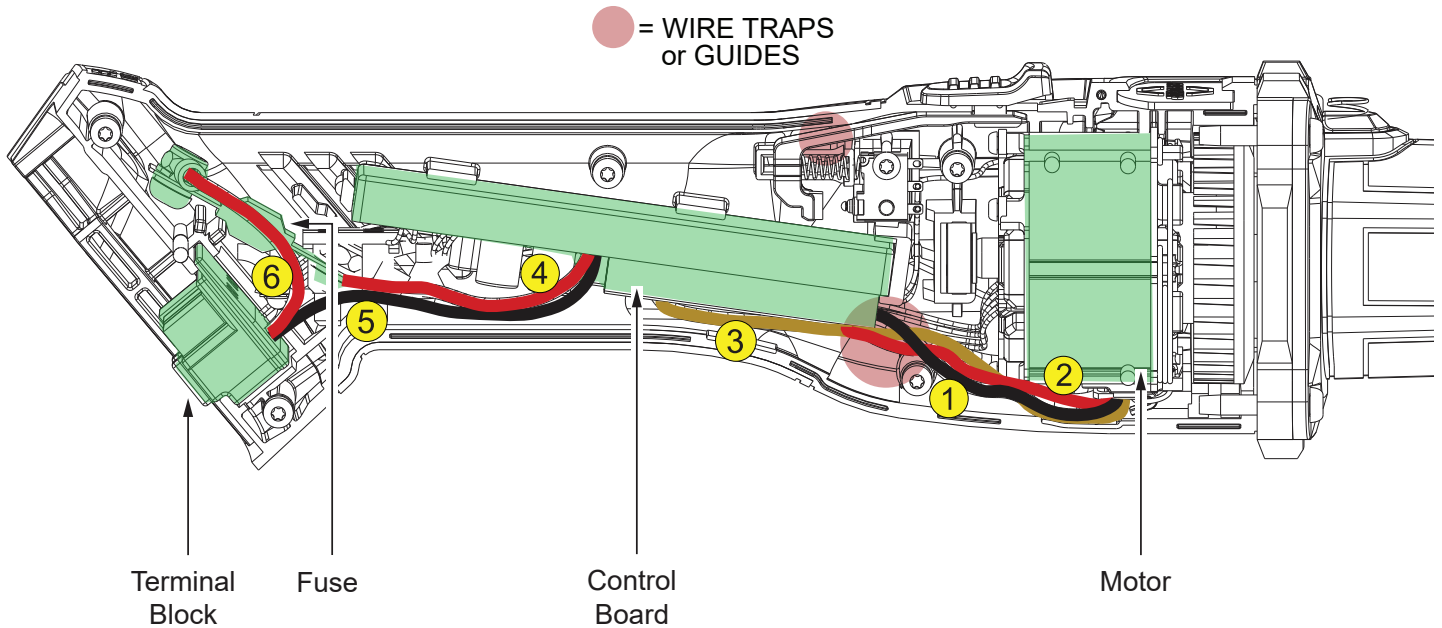 = WIRE TRAPS
or GUIDES
6
4
5
3
2
1
Terminal
Block
Fuse
Control
Board
Motor